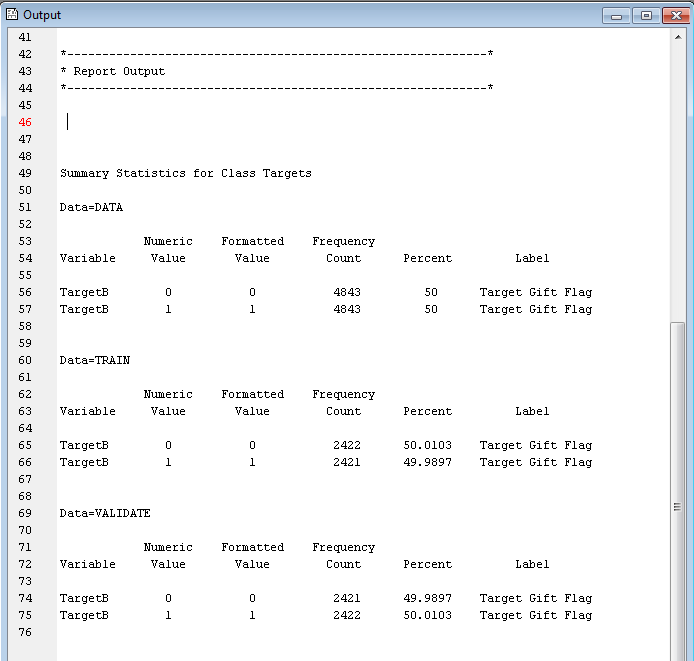 Output
41
42 *------------------------------------------------------------*
43 * Report Output
44 *------------------------------------------------------------*
45
46
47
48
49 Summary Statistics for Class Targets
50
51 Data=DATA
52
53 Numeric Formatted Frequency
54 Variable Value Value Count Percent Label
55
56 TargetB 0 0 4843 50 Target Gift Flag
57 TargetB 1 1 4843 50 Target Gift Flag
58
59
60 Data=TRAIN
61
62 Numeric Formatted Frequency
63 Variable Value Value Count Percent Label
64
65 TargetB 0 0 2422 50.0103 Target Gift Flag
66 TargetB 1 1 2421 49.9897 Target Gift Flag
67
68
69 Data=VALIDATE
70
71 Numeric Formatted Frequency
72 Variable Value Value Count Percent Label
73
74 TargetB 0 0 2421 49.9897 Target Gift Flag
75 TargetB 1 1 2422 50.0103 Target Gift Flag
76